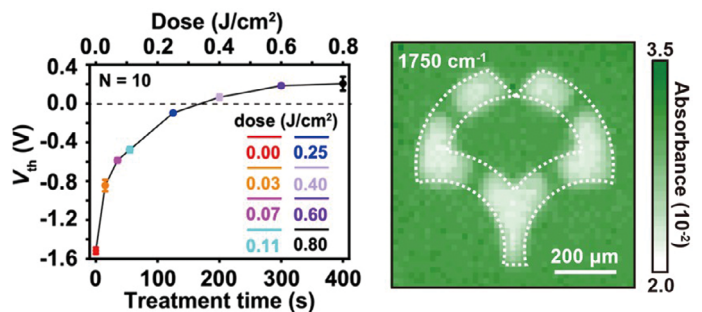 Dose (J/cm²)
0.0 0.2 0.4 0.6 0.8
0.4
0.0
-0.4
-0.8
-1.2
-1.6
Vth (V)
N = 10
dose (J/cm²)
0.00 0.25
0.03 0.40
0.07 0.60
0.11 0.80
0 100 200 300 400
Treatment time (s)
1750 cm⁻¹
200 µm
3.5
2.0
Absorbance (10⁻²)